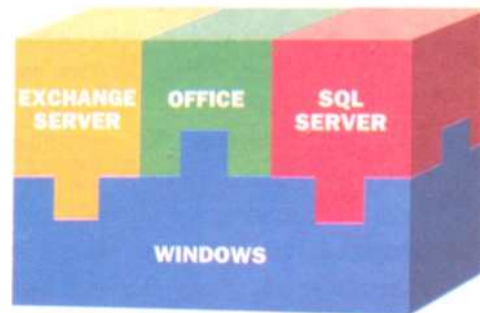 EXCHANGE
SERVER
OFFICE
SQL
SERVER
WINDOWS